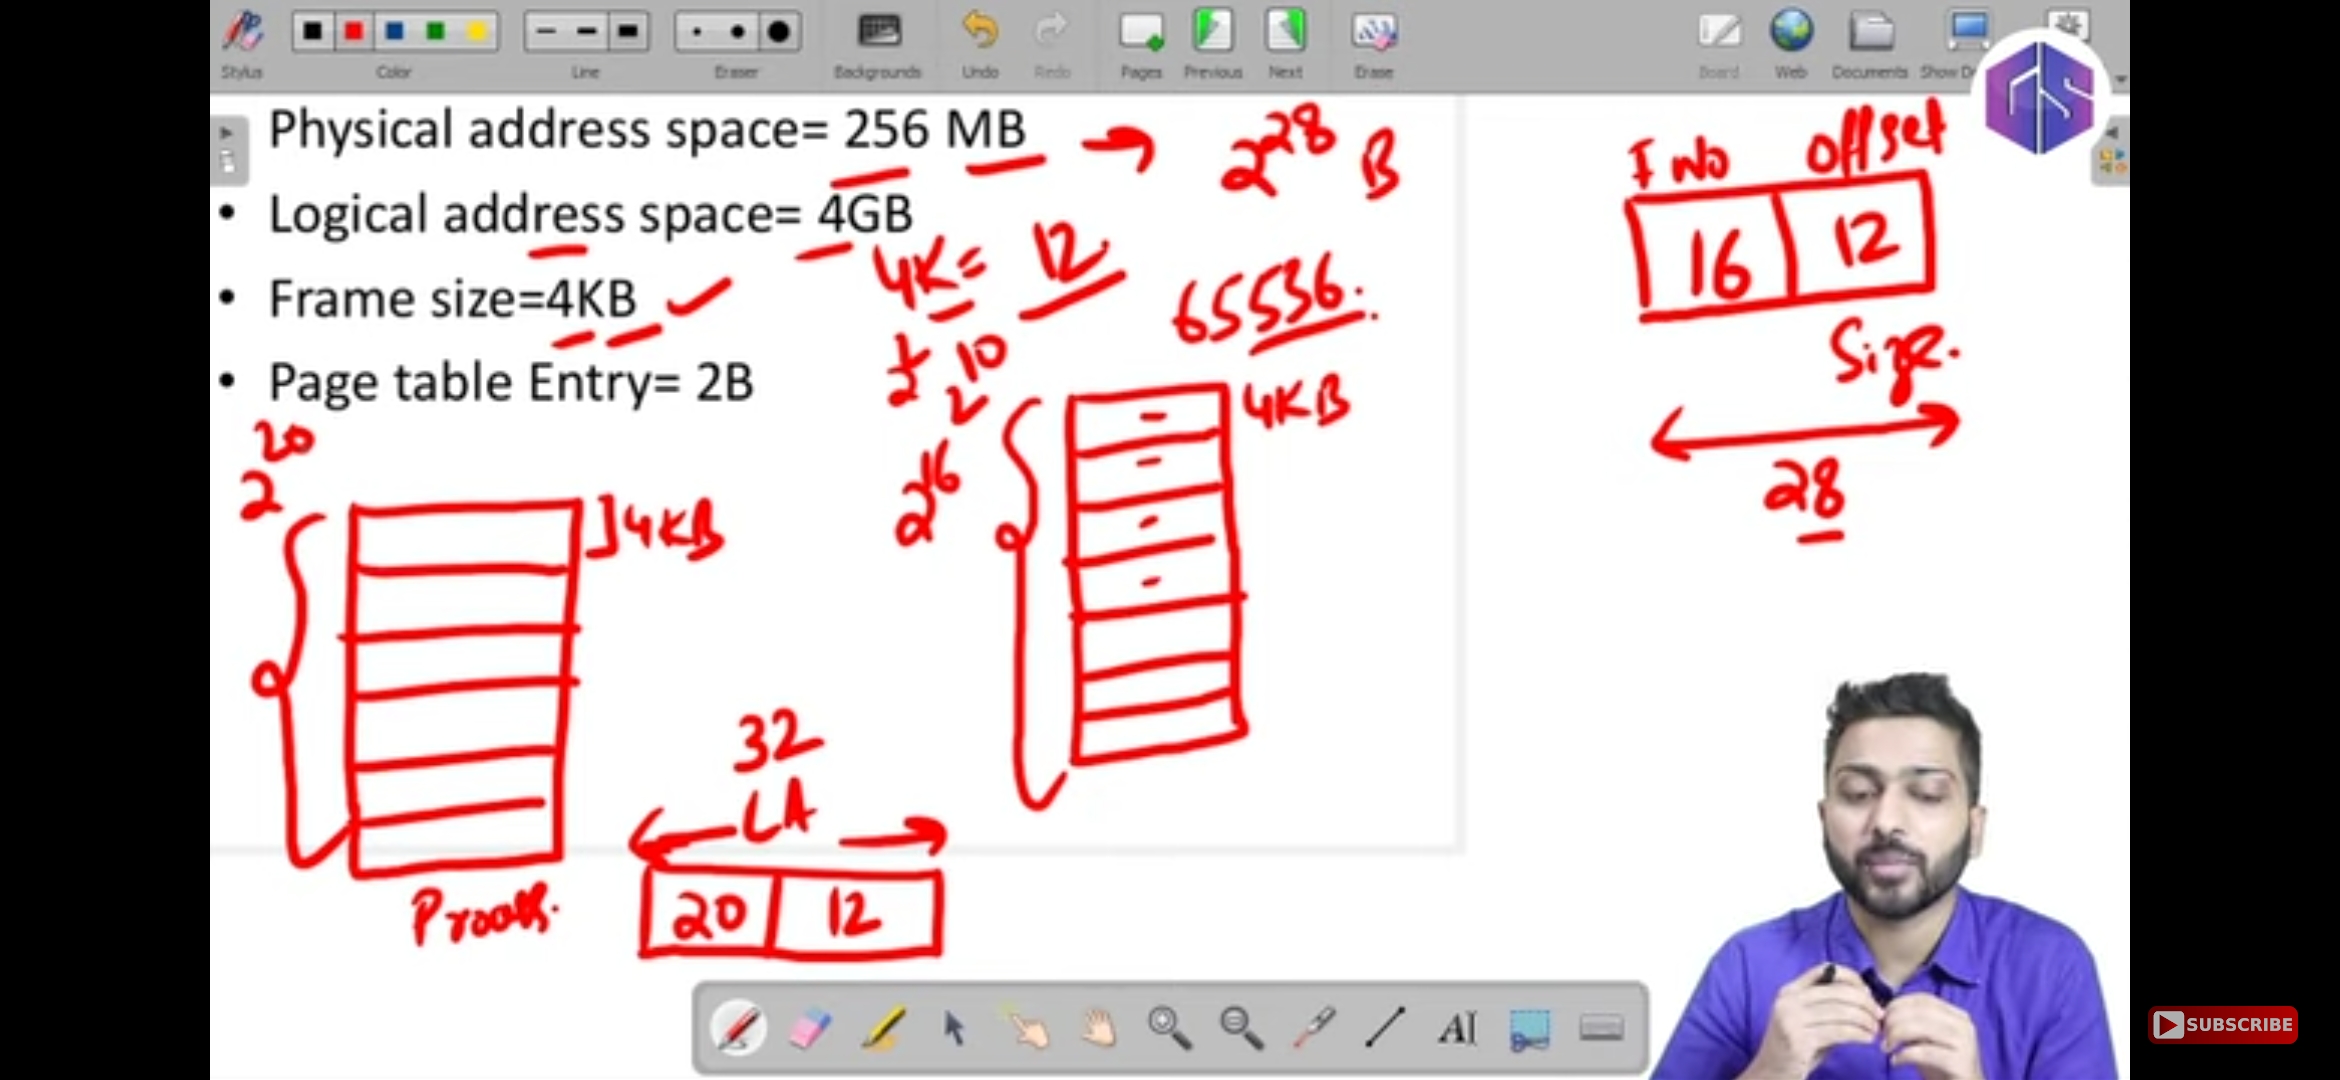 Stylus Color Line Eraser Backgrounds Undo Redo Pages Previous Next Erase Board Web Documents Show D
Physical address space= 256 MB → 2^28 B
• Logical address space= 4GB
4K= 12
• Frame size=4KB ✓
65536.
• Page table Entry= 2B
2^10
F No Offset
16 12
Size.
28
2^20
4KB
2^16
4KB
32
LA
20 12
AI
SUBSCRIBE